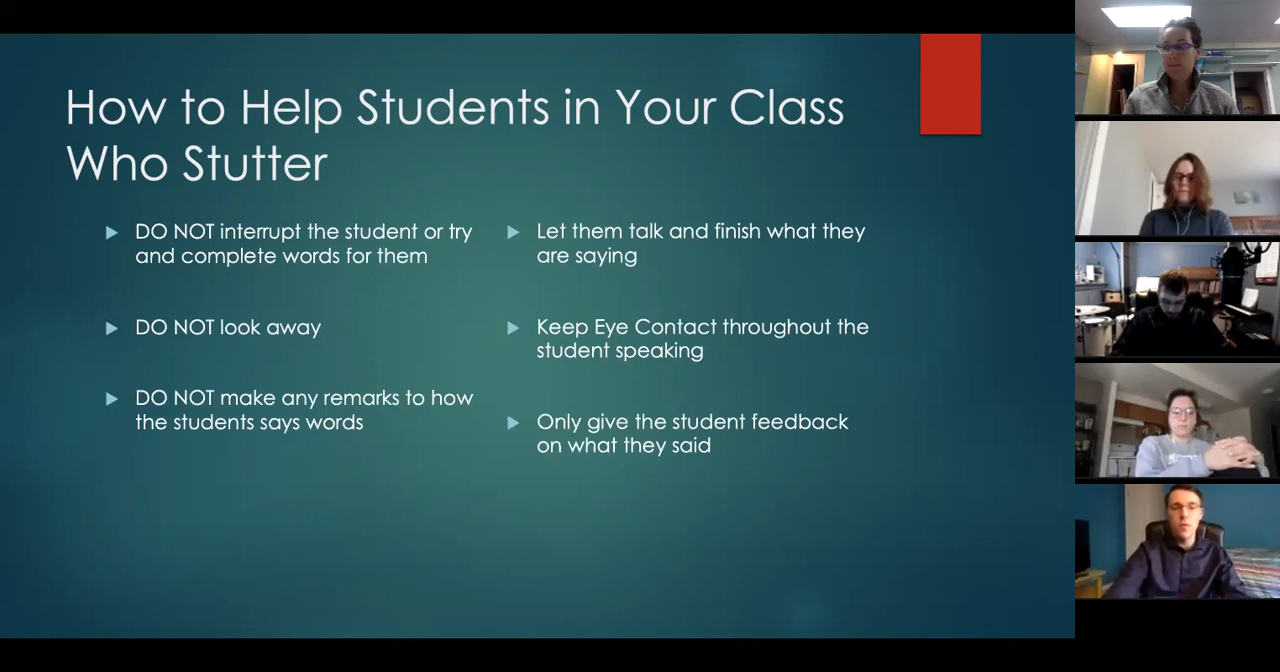 How to Help Students in Your Class
Who Stutter
DO NOT interrupt the student or try
and complete words for them
DO NOT look away
DO NOT make any remarks to how
the students says words
Let them talk and finish what they
are saying
Keep Eye Contact throughout the
student speaking
Only give the student feedback
on what they said